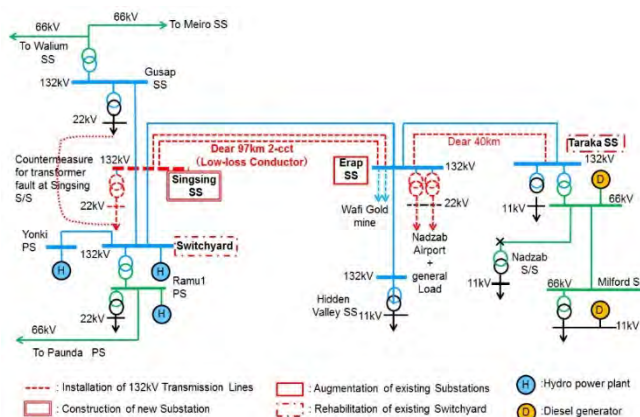 66kV
To Meiro SS
66kV
To Walium
SS
Gusap
SS
132kV
22kV
Countermeasure
for transformer
fault at Singsing
S/S
132kV
Singsing
SS
22kV
Dear 97km 2-cct
(Low-loss Conductor)
Erap
SS
132kV
Dear 40km
Taraka SS
132kV
D
11kV
66kV
Wafi Gold
mine
22kV
Nadzab
Airport
+
general
Load
Nadzab
S/S
11kV
Milford S
66kV
D
11kV
Yonki
PS
H
132kV
Switchyard
H
Ramu1
PS
H
22kV
66kV
To Paunda PS
132kV
Hidden
Valley SS
11kV
: Installation of 132kV Transmission Lines
: Augmentation of existing Substations
H
:Hydro power plant
: Construction of new Substation
: Rehabilitation of existing Switchyard
D
:Diesel generator